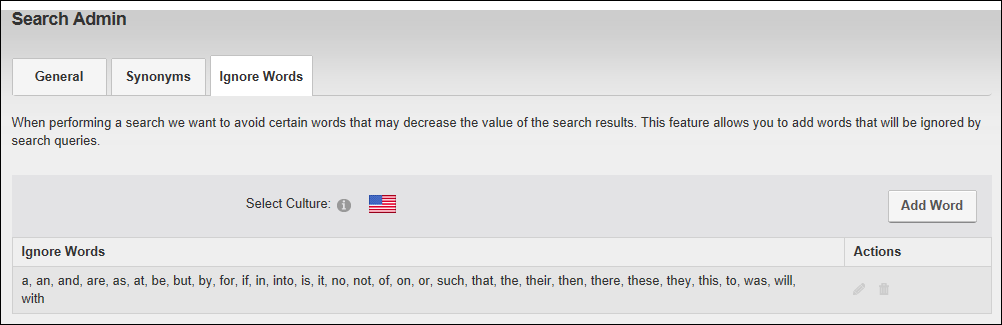 Search Admin
General Synonyms Ignore Words
When performing a search we want to avoid certain words that may decrease the value of the search results. This feature allows you to add words that will be ignored by
search queries.
Select Culture: Add Word
Ignore Words Actions
a, an, and, are, as, at, be, but, by, for, if, in, into, is, it, no, not, of, on, or, such, that, the, their, then, there, these, they, this, to, was, will,
with